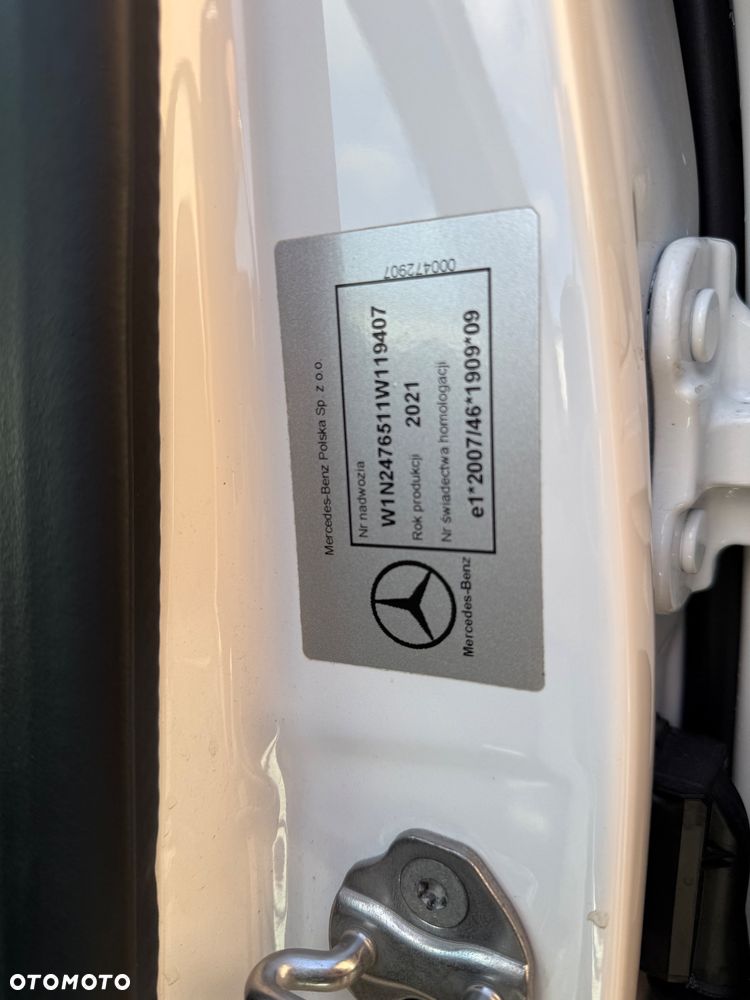 Mercedes-Benz Polska Sp. z o.o.
Nr nadwozia
W1N2476511W119407
Rok produkcji 2021
Nr świadectwa homologacji
e1*2007/46*1909*09
Mercedes-Benz
000472907
OTOMOTO